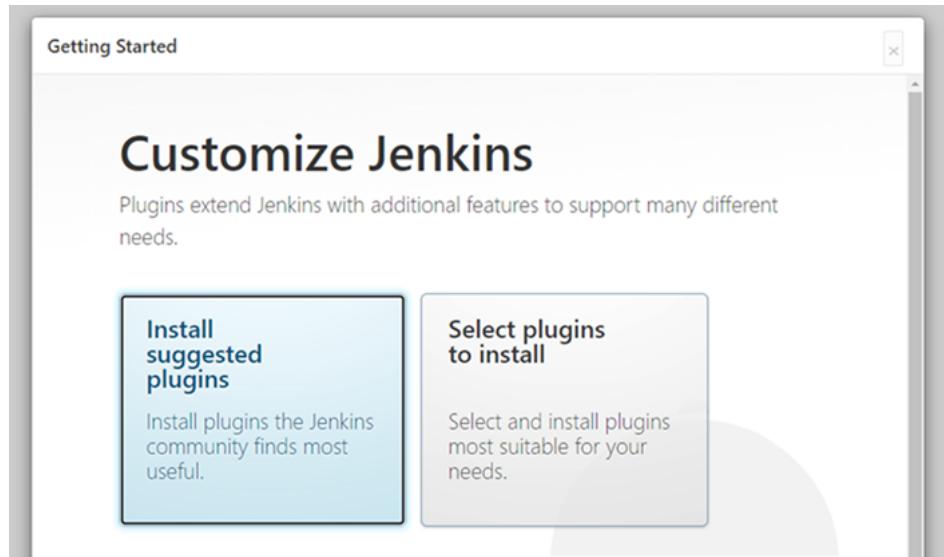 Getting Started
×
Customize Jenkins
Plugins extend Jenkins with additional features to support many different
needs.
Install
suggested
plugins
Install plugins the Jenkins
community finds most
useful.
Select plugins
to install
Select and install plugins
most suitable for your
needs.